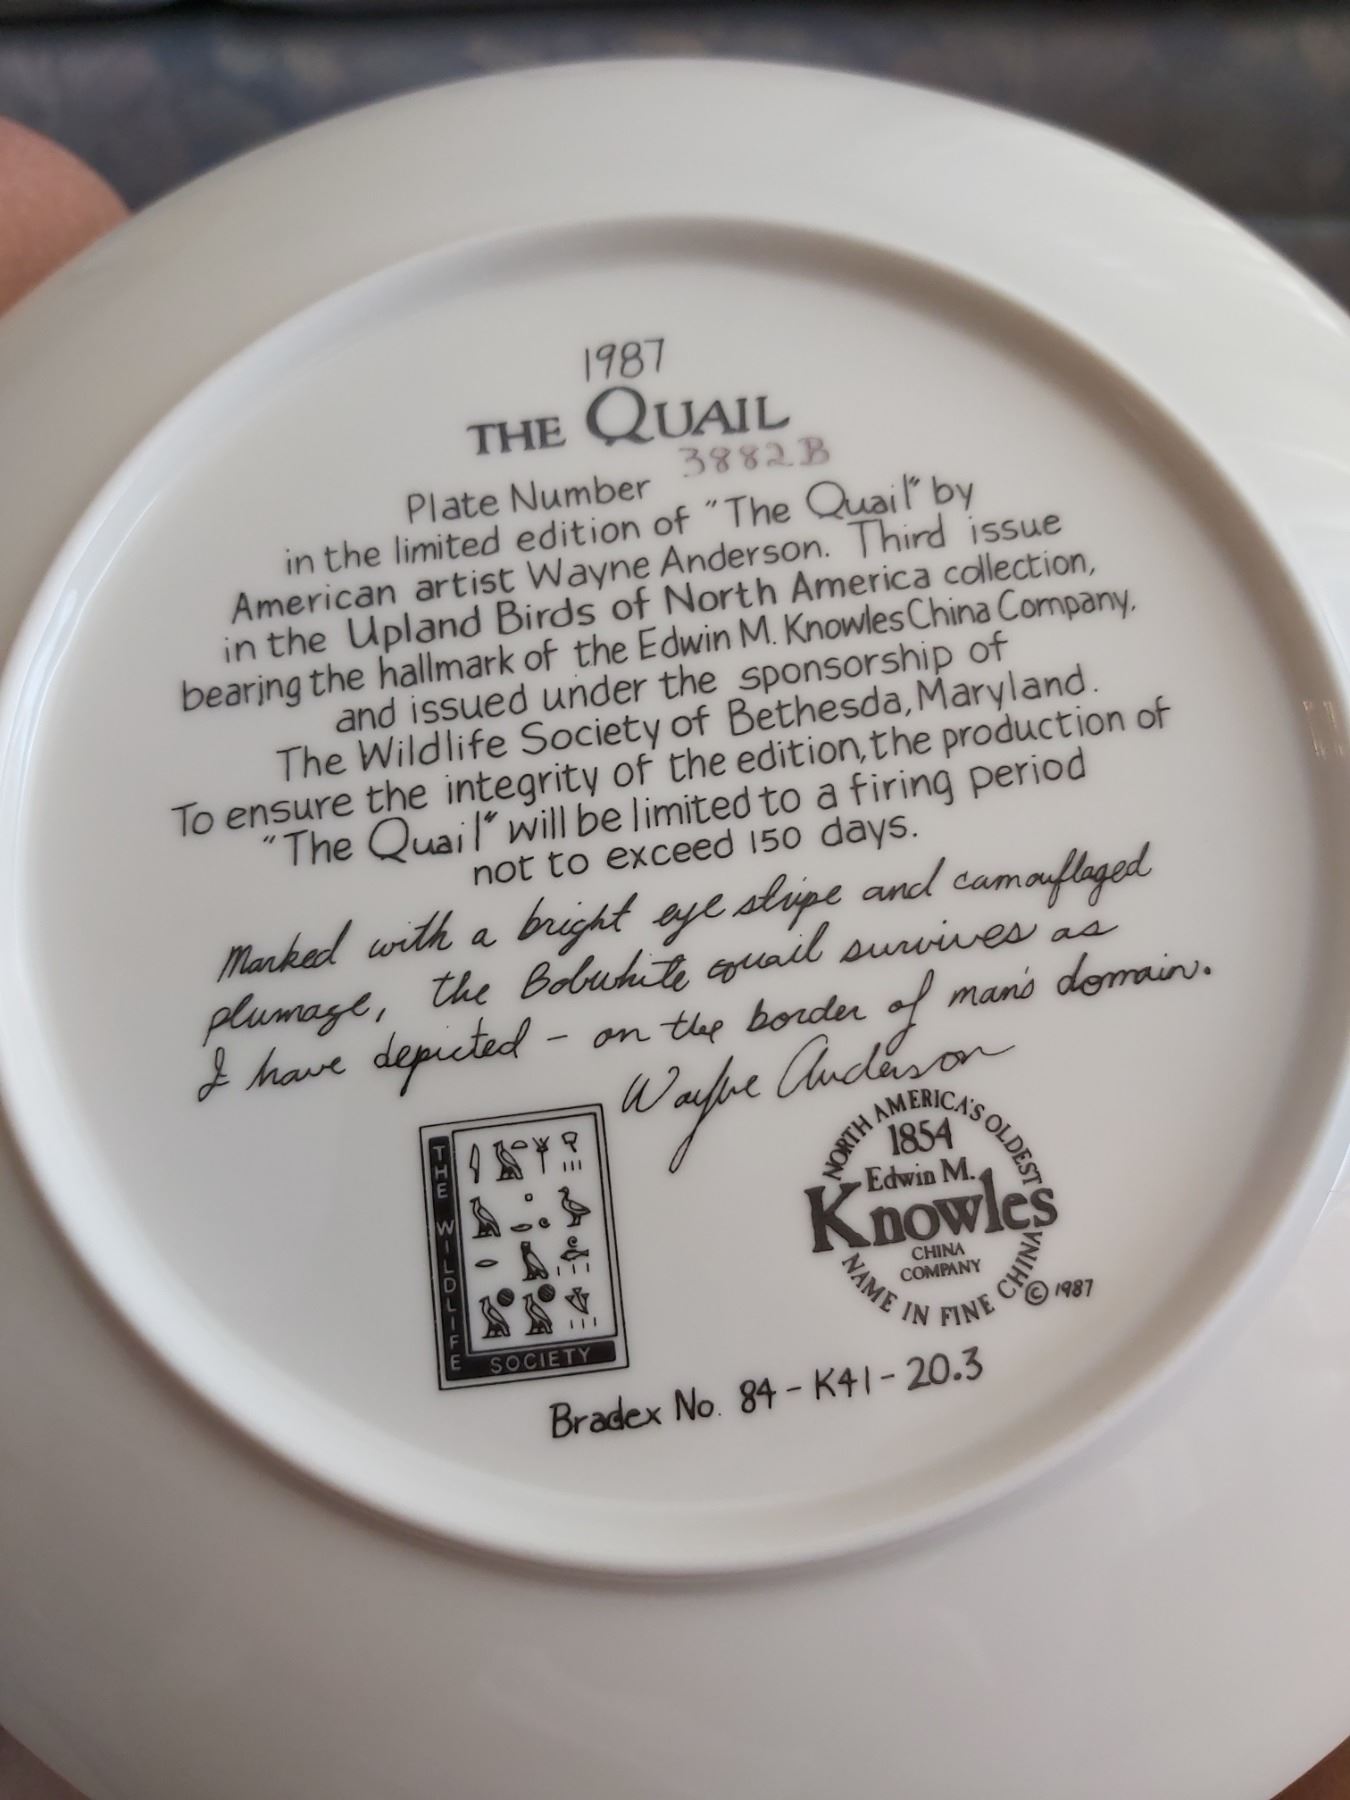 1987
THE QUAIL
Plate Number 3882B
in the limited edition of "The Quail" by
American artist Wayne Anderson. Third issue
in the Upland Birds of North America collection,
bearing the hallmark of the Edwin M. Knowles China Company,
and issued under the sponsorship of
The Wildlife Society of Bethesda, Maryland.
To ensure the integrity of the edition, the production of
"The Quail" will be limited to a firing period
not to exceed 150 days.
Marked with a bright eye stripe and camouflaged
plumage, the Bobwhite quail survives as
I have depicted – on the border of man's domain.
Wayne Anderson
THE WILDLIFE
SOCIETY
NORTH AMERICA'S OLDEST
1854
Edwin M.
Knowles
CHINA
COMPANY
NAME IN FINE CHINA
© 1987
Bradex No. 84 - K41 - 20.3